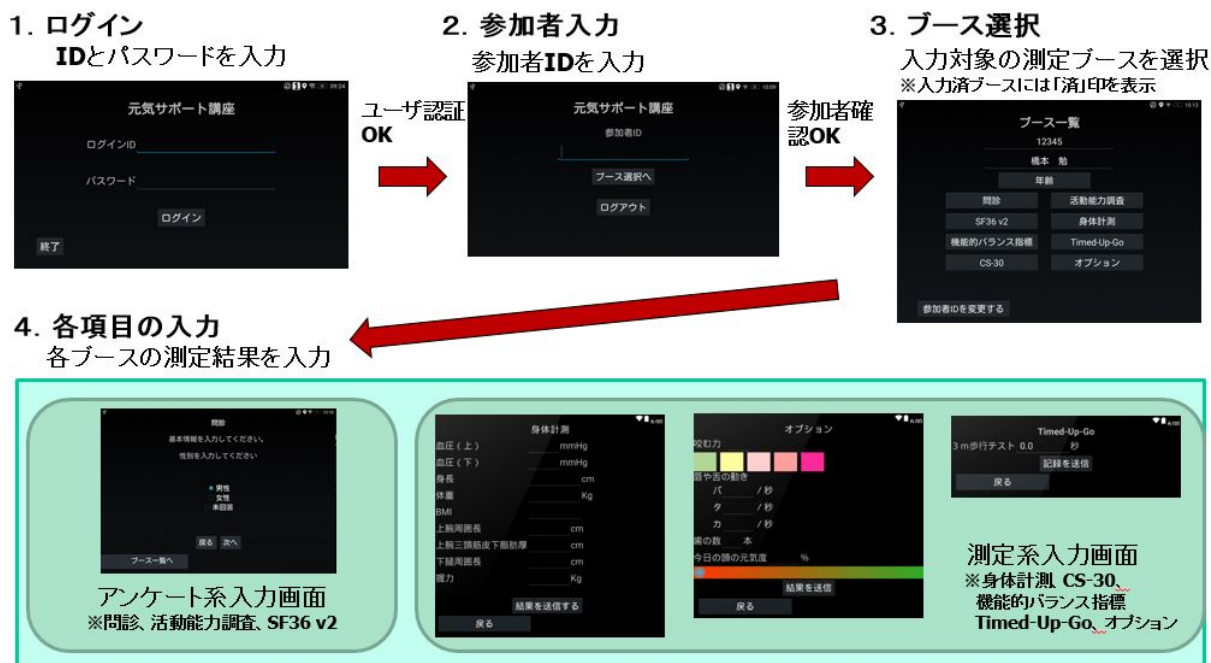 1. ログイン
IDとパスワードを入力
09:24
元気サポート講座
ログインID
パスワード
ログイン
終了
ユーザ認証
OK
2. 参加者入力
参加者IDを入力
元気サポート講座
参加者ID
ブース選択へ
ログアウト
参加者確
認OK
3. ブース選択
入力対象の測定ブースを選択
※入力済ブースには「済」印を表示
ブース一覧
12345
橋本 勉
年齢
問診 活動能力調査
SF36 v2 身体計測
機能的バランス指標 Timed-Up-Go
CS-30 オプション
参加者IDを変更する
4. 各項目の入力
各ブースの測定結果を入力
問診
基本情報を入力してください。
性別を入力してください
男性
女性
未回答
戻る 次へ
ブース一覧へ
アンケート系入力画面
※問診、活動能力調査、SF36 v2
6:00
身体計測
血圧(上) mmHg
血圧(下) mmHg
身長 cm
体重 Kg
BMI
上腕周囲長 cm
上腕三頭筋皮下脂肪厚 cm
下腿周囲長 cm
握力 Kg
結果を送信する
戻る
6:00
オプション
咬む力
唇や舌の動き
パ /秒
タ /秒
カ /秒
歯の数 本
今日の頭の元気度 %
結果を送信
戻る
6:00
Timed-Up-Go
3m歩行テスト 0.0 秒
記録を送信
戻る
測定系入力画面
※身体計測、CS-30、
機能的バランス指標
Timed-Up-Go、オプション